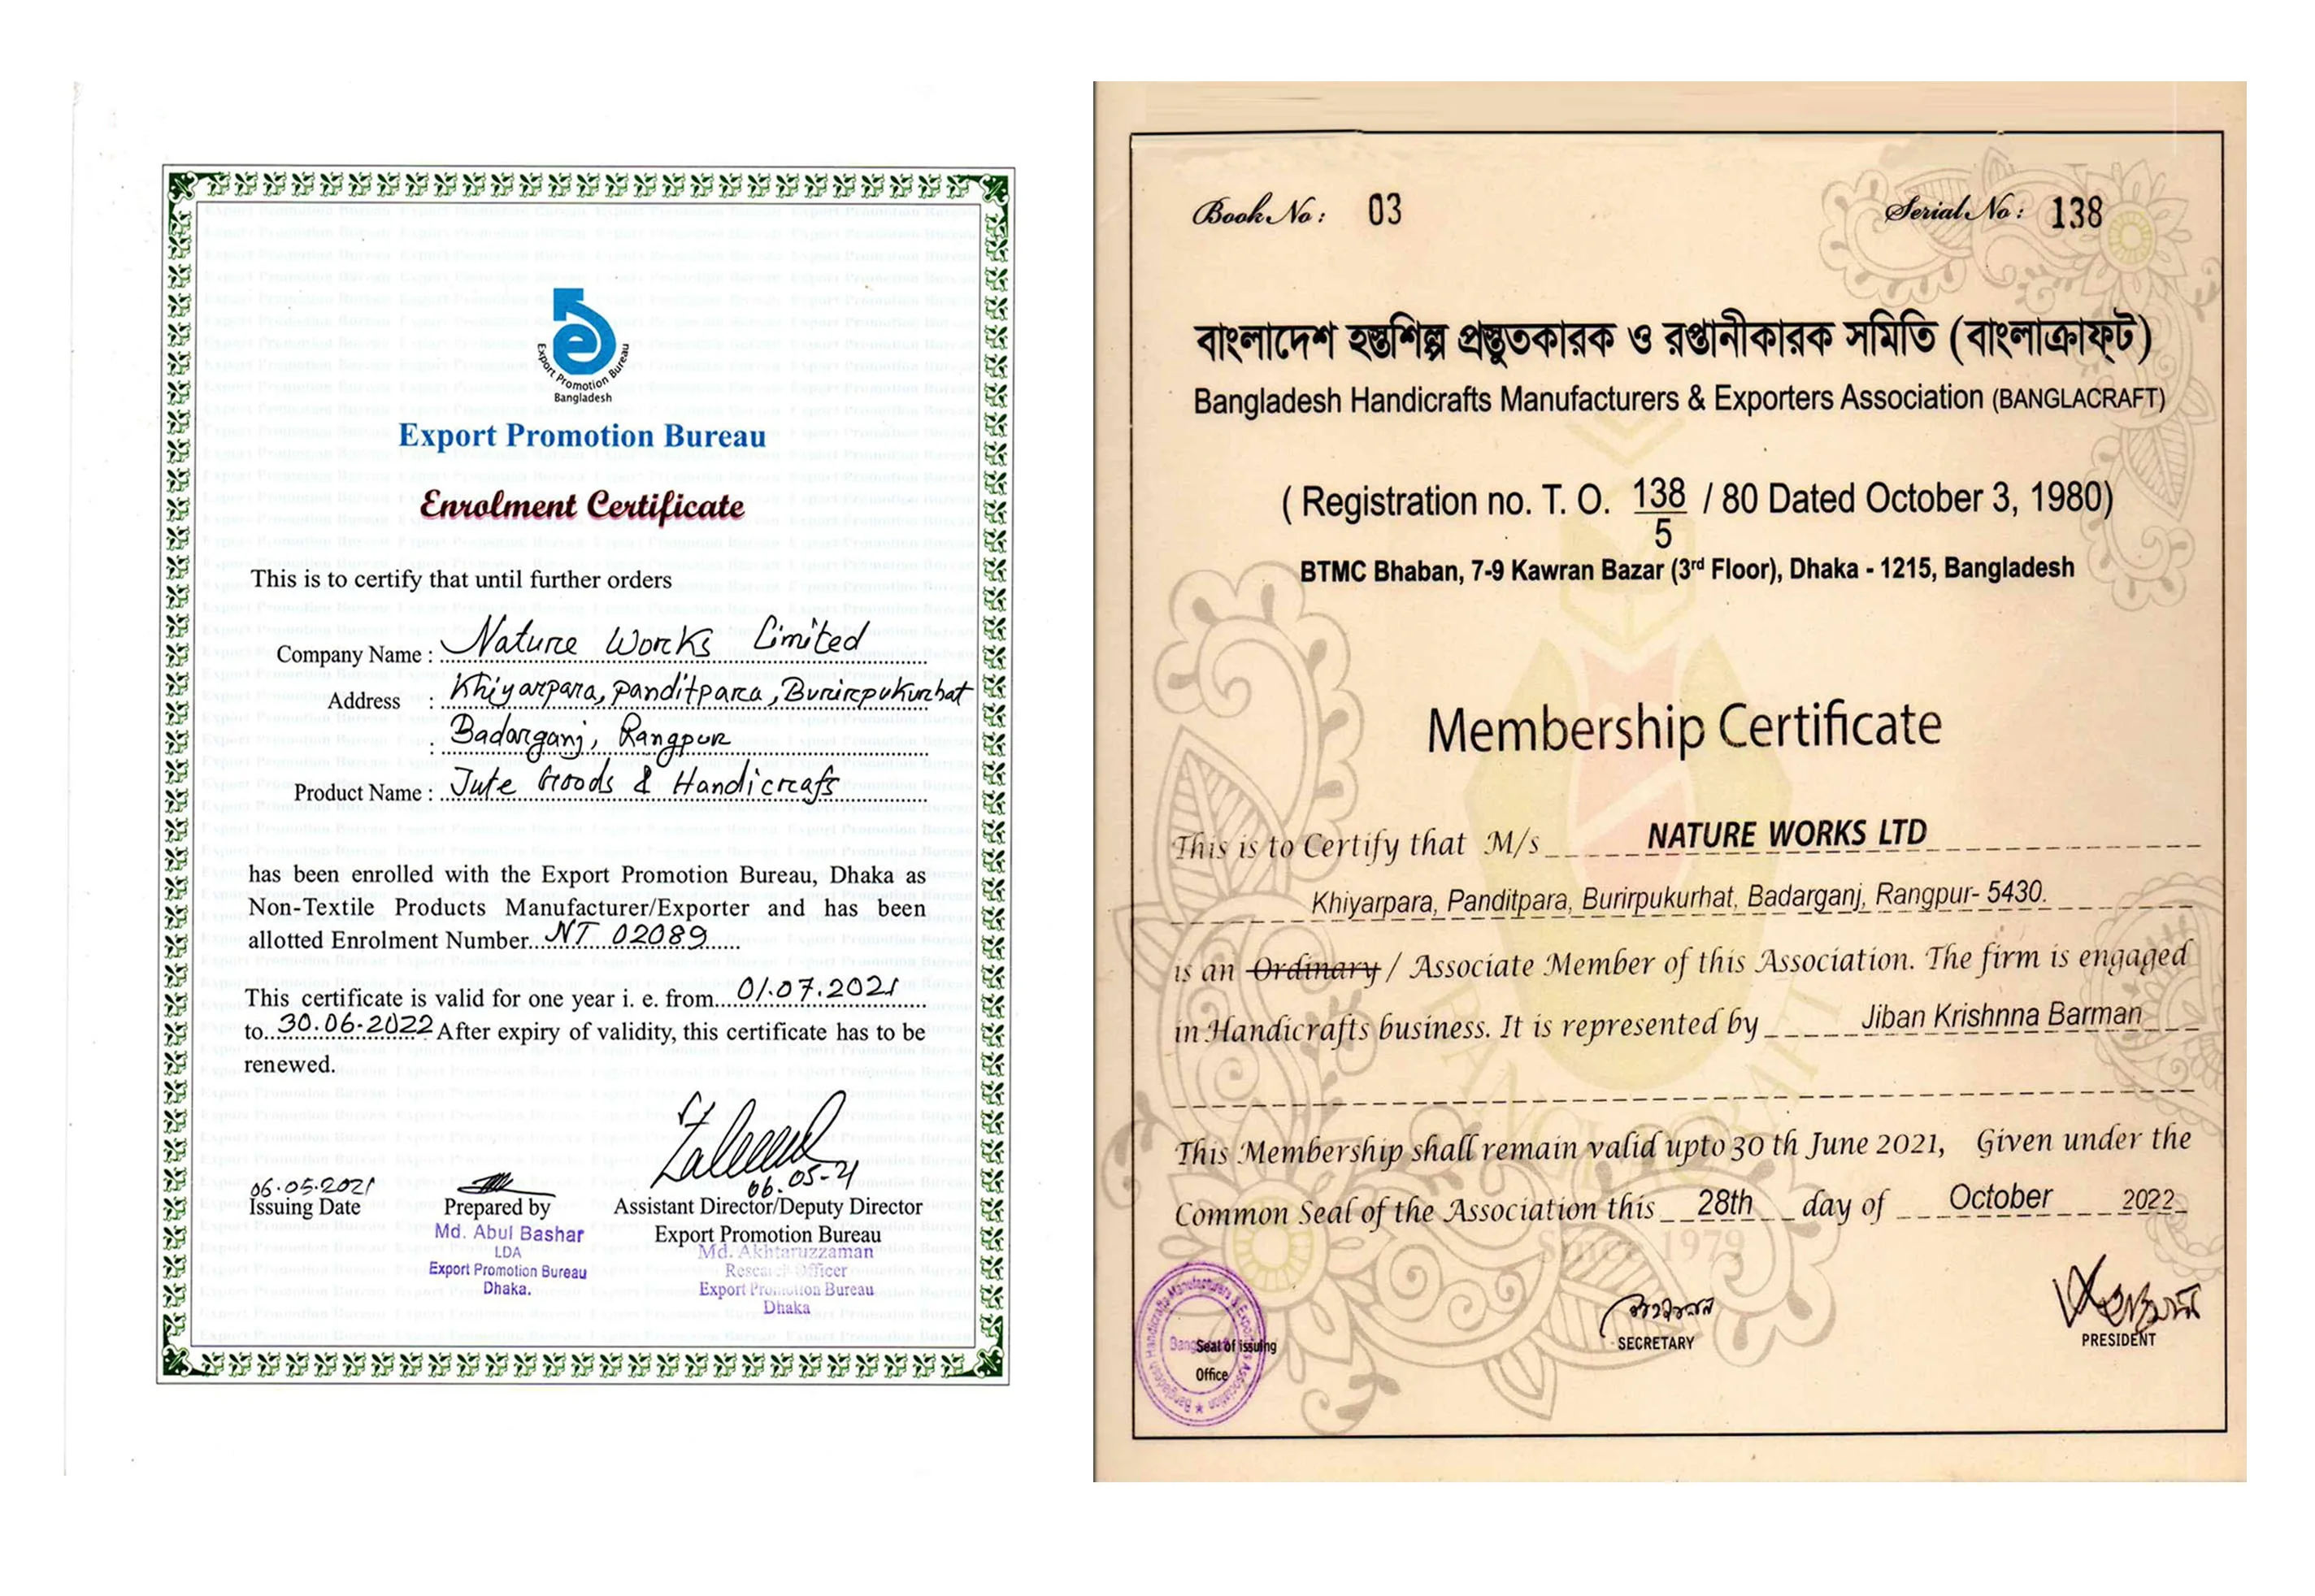 Export Promotion Bureau
Bangladesh
Export Promotion Bureau
Enrolment Certificate
This is to certify that until further orders
Company Name : Nature Works Limited
Address : Khiyarpara, Panditpara, Burirpukurhat
: Badarganj, Rangpur
Product Name : Jute Goods & Handicrafs
has been enrolled with the Export Promotion Bureau, Dhaka as
Non-Textile Products Manufacturer/Exporter and has been
allotted Enrolment Number...NT 02089
This certificate is valid for one year i. e. from...01.07.2021
to...30.06.2022 After expiry of validity, this certificate has to be
renewed.
06.05.2021
06.05-21
Issuing Date Prepared by Assistant Director/Deputy Director
Md. Abul Bashar Export Promotion Bureau
LDA Md. Akhtaruzzaman
Export Promotion Bureau Research Officer
Dhaka. Export Promotion Bureau
Dhaka
Book No : 03 Serial No : 138
বাংলাদেশ হস্তশিল্প প্রস্তুতকারক ও রপ্তানীকারক সমিতি (বাংলাক্রাফ্‌ট)
Bangladesh Handicrafts Manufacturers & Exporters Association (BANGLACRAFT)
( Registration no. T. O. 138/5 / 80 Dated October 3, 1980)
BTMC Bhaban, 7-9 Kawran Bazar (3rd Floor), Dhaka - 1215, Bangladesh
Membership Certificate
This is to Certify that M/s NATURE WORKS LTD
Khiyarpara, Panditpara, Burirpukurhat, Badarganj, Rangpur- 5430.
is an Ordinary / Associate Member of this Association. The firm is engaged
in Handicrafts business. It is represented by Jiban Krishnna Barman
This Membership shall remain valid upto 30 th June 2021, Given under the
Common Seal of the Association this 28th day of October 2022
Since 1979
Seal of issuing
Office
SECRETARY
PRESIDENT